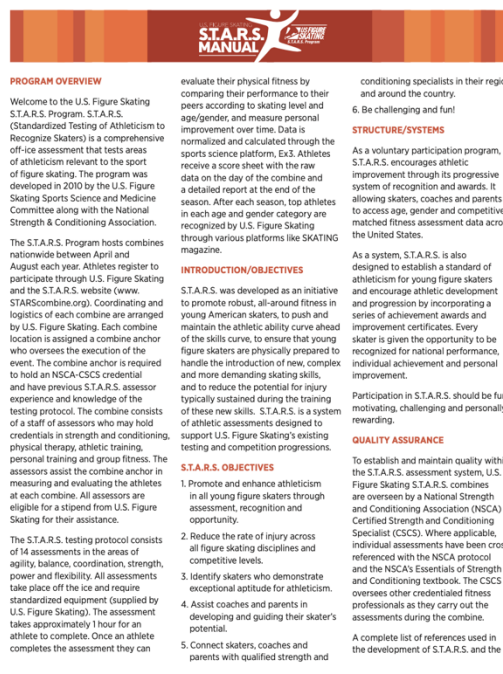 U.S. FIGURE SKATING
S.T.A.R.S.
MANUAL
U.S. FIGURE
SKATING
S.T.A.R.S. Program
PROGRAM OVERVIEW
Welcome to the U.S. Figure Skating
S.T.A.R.S. Program. S.T.A.R.S.
(Standardized Testing of Athleticism to
Recognize Skaters) is a comprehensive
off-ice assessment that tests areas
of athleticism relevant to the sport
of figure skating. The program was
developed in 2010 by the U.S. Figure
Skating Sports Science and Medicine
Committee along with the National
Strength & Conditioning Association.
The S.T.A.R.S. Program hosts combines
nationwide between April and
August each year. Athletes register to
participate through U.S. Figure Skating
and the S.T.A.R.S. website (www.
STARScombine.org). Coordinating and
logistics of each combine are arranged
by U.S. Figure Skating. Each combine
location is assigned a combine anchor
who oversees the execution of the
event. The combine anchor is required
to hold an NSCA-CSCS credential
and have previous S.T.A.R.S. assessor
experience and knowledge of the
testing protocol. The combine consists
of a staff of assessors who may hold
credentials in strength and conditioning,
physical therapy, athletic training,
personal training and group fitness. The
assessors assist the combine anchor in
measuring and evaluating the athletes
at each combine. All assessors are
eligible for a stipend from U.S. Figure
Skating for their assistance.
The S.T.A.R.S. testing protocol consists
of 14 assessments in the areas of
agility, balance, coordination, strength,
power and flexibility. All assessments
take place off the ice and require
standardized equipment (supplied by
U.S. Figure Skating). The assessment
takes approximately 1 hour for an
athlete to complete. Once an athlete
completes the assessment they can
evaluate their physical fitness by
comparing their performance to their
peers according to skating level and
age/gender, and measure personal
improvement over time. Data is
normalized and calculated through the
sports science platform, Ex3. Athletes
receive a score sheet with the raw
data on the day of the combine and
a detailed report at the end of the
season. After each season, top athletes
in each age and gender category are
recognized by U.S. Figure Skating
through various platforms like SKATING
magazine.
INTRODUCTION/OBJECTIVES
S.T.A.R.S. was developed as an initiative
to promote robust, all-around fitness in
young American skaters, to push and
maintain the athletic ability curve ahead
of the skills curve, to ensure that young
figure skaters are physically prepared to
handle the introduction of new, complex
and more demanding skating skills,
and to reduce the potential for injury
typically sustained during the training
of these new skills. S.T.A.R.S. is a system
of athletic assessments designed to
support U.S. Figure Skating's existing
testing and competition progressions.
S.T.A.R.S. OBJECTIVES
1. Promote and enhance athleticism
in all young figure skaters through
assessment, recognition and
opportunity.
2. Reduce the rate of injury across
all figure skating disciplines and
competitive levels.
3. Identify skaters who demonstrate
exceptional aptitude for athleticism.
4. Assist coaches and parents in
developing and guiding their skater's
potential.
5. Connect skaters, coaches and
parents with qualified strength and
conditioning specialists in their regio
and around the country.
6. Be challenging and fun!
STRUCTURE/SYSTEMS
As a voluntary participation program,
S.T.A.R.S. encourages athletic
improvement through its progressive
system of recognition and awards. It
allowing skaters, coaches and parents
to access age, gender and competitive
matched fitness assessment data acro
the United States.
As a system, S.T.A.R.S. is also
designed to establish a standard of
athleticism for young figure skaters
and encourage athletic development
and progression by incorporating a
series of achievement awards and
improvement certificates. Every
skater is given the opportunity to be
recognized for national performance,
individual achievement and personal
improvement.
Participation in S.T.A.R.S. should be fun
motivating, challenging and personally
rewarding.
QUALITY ASSURANCE
To establish and maintain quality withi
the S.T.A.R.S. assessment system, U.S.
Figure Skating S.T.A.R.S. combines
are overseen by a National Strength
and Conditioning Association (NSCA)
Certified Strength and Conditioning
Specialist (CSCS). Where applicable,
individual assessments have been cros
referenced with the NSCA protocol
and the NSCA's Essentials of Strength
and Conditioning textbook. The CSCS
oversees other credentialed fitness
professionals as they carry out the
assessments during the combine.
A complete list of references used in
the development of S.T.A.R.S. and the